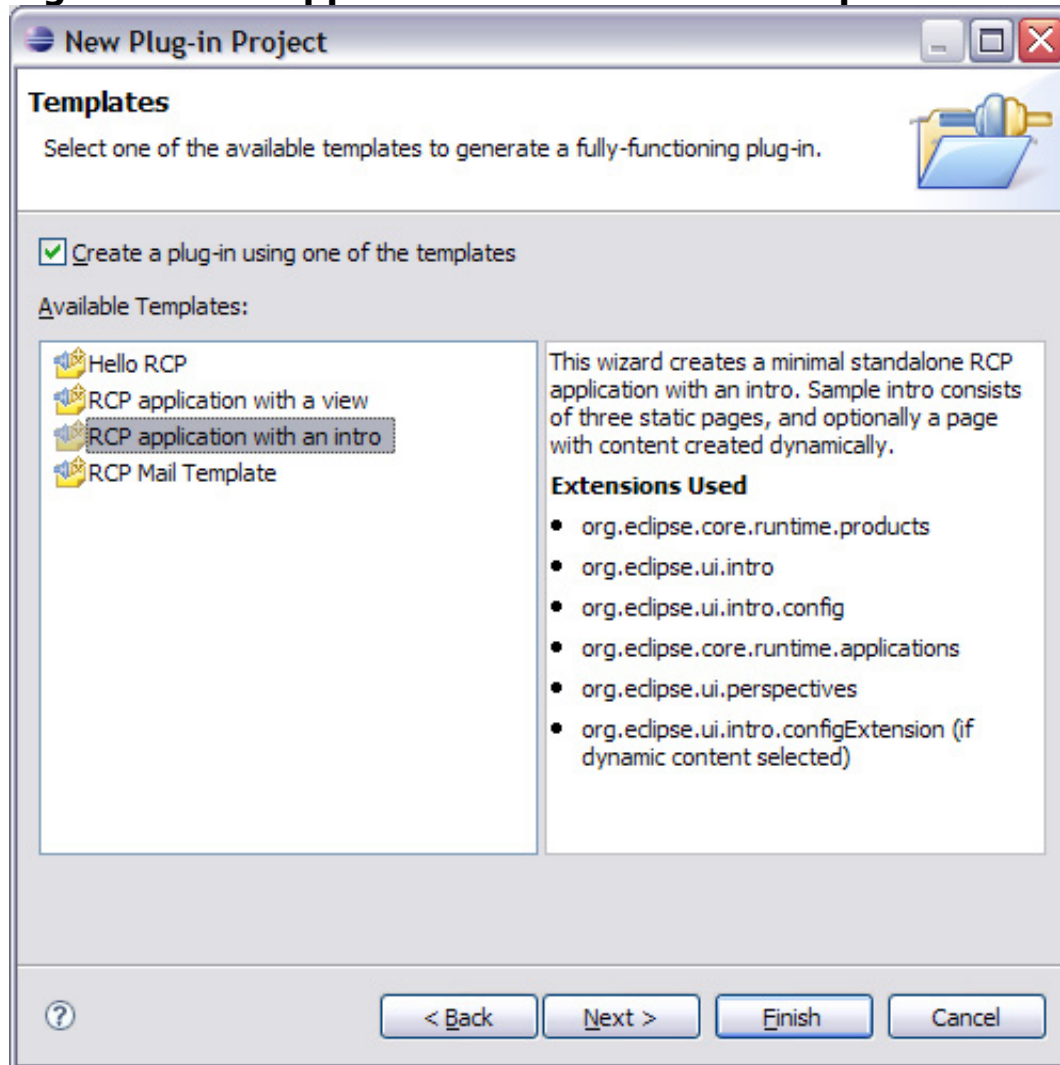 New Plug-in Project
Templates
Select one of the available templates to generate a fully-functioning plug-in.
Create a plug-in using one of the templates
Available Templates:
Hello RCP
RCP application with a view
RCP application with an intro
RCP Mail Template
This wizard creates a minimal standalone RCP
application with an intro. Sample intro consists
of three static pages, and optionally a page
with content created dynamically.
Extensions Used
• org.eclipse.core.runtime.products
• org.eclipse.ui.intro
• org.eclipse.ui.intro.config
• org.eclipse.core.runtime.applications
• org.eclipse.ui.perspectives
• org.eclipse.ui.intro.configExtension (if
dynamic content selected)
?
< Back
Next >
Finish
Cancel